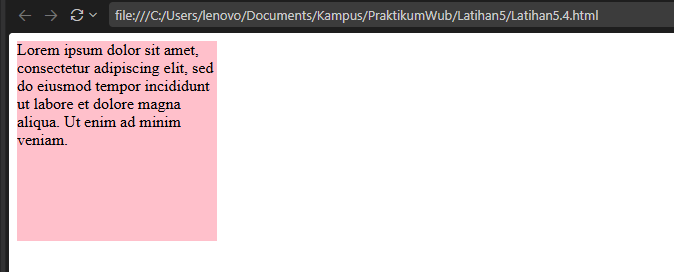 file:///C:/Users/lenovo/Documents/Kampus/PraktikumWub/Latihan5/Latihan5.4.html
Lorem ipsum dolor sit amet,
consectetur adipiscing elit, sed
do eiusmod tempor incididunt
ut labore et dolore magna
aliqua. Ut enim ad minim
veniam.